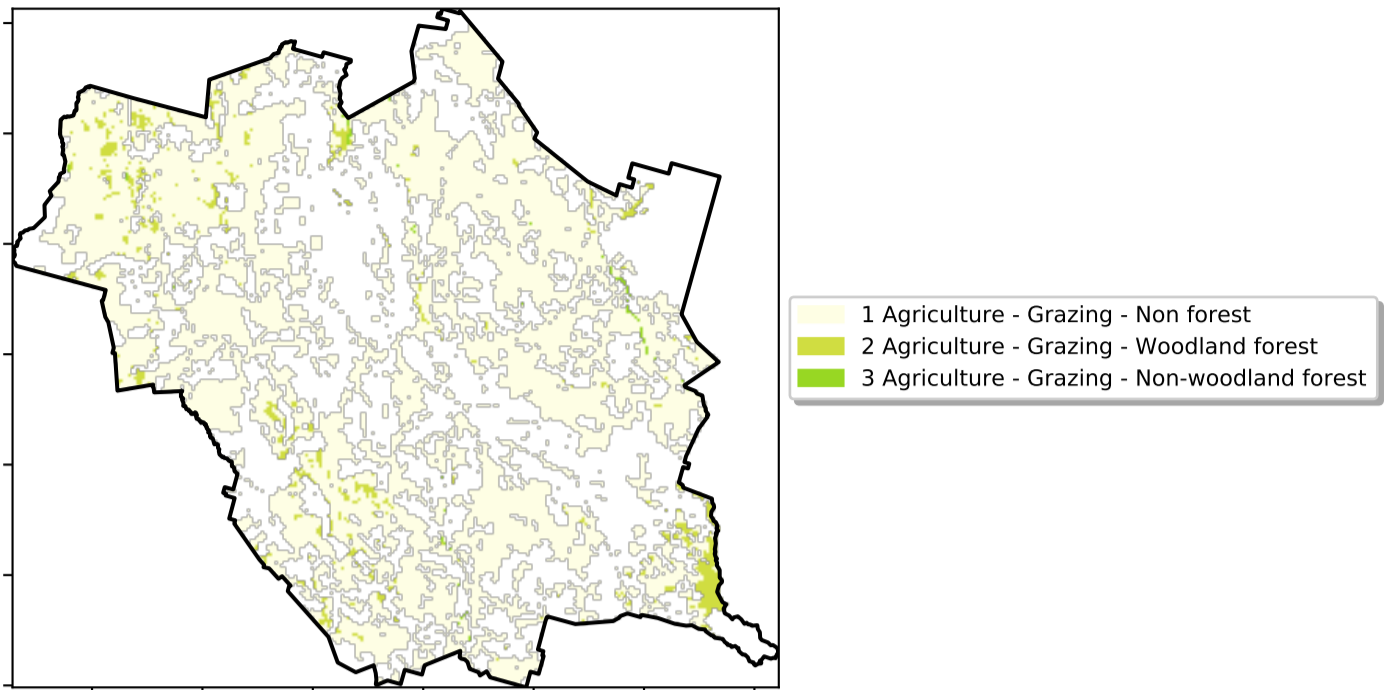 1 Agriculture - Grazing - Non forest
2 Agriculture - Grazing - Woodland forest
3 Agriculture - Grazing - Non-woodland forest